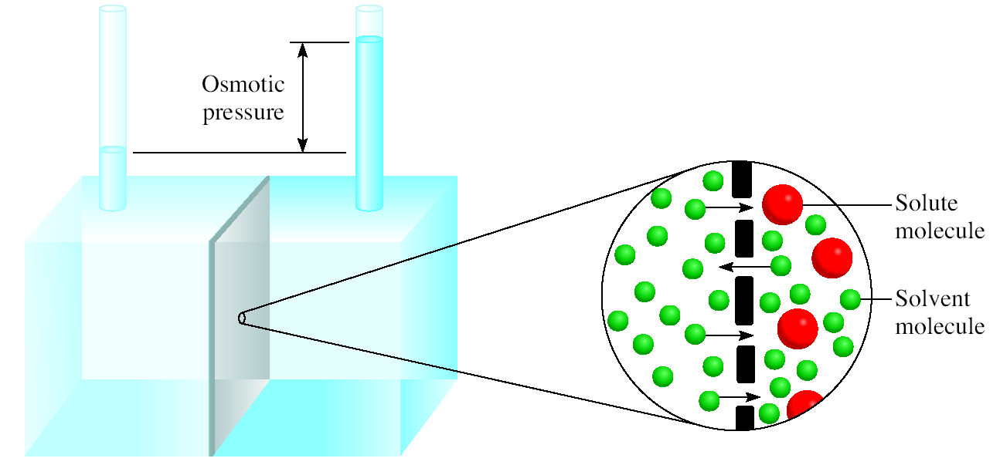 Osmotic
pressure
Solute
molecule
Solvent
molecule